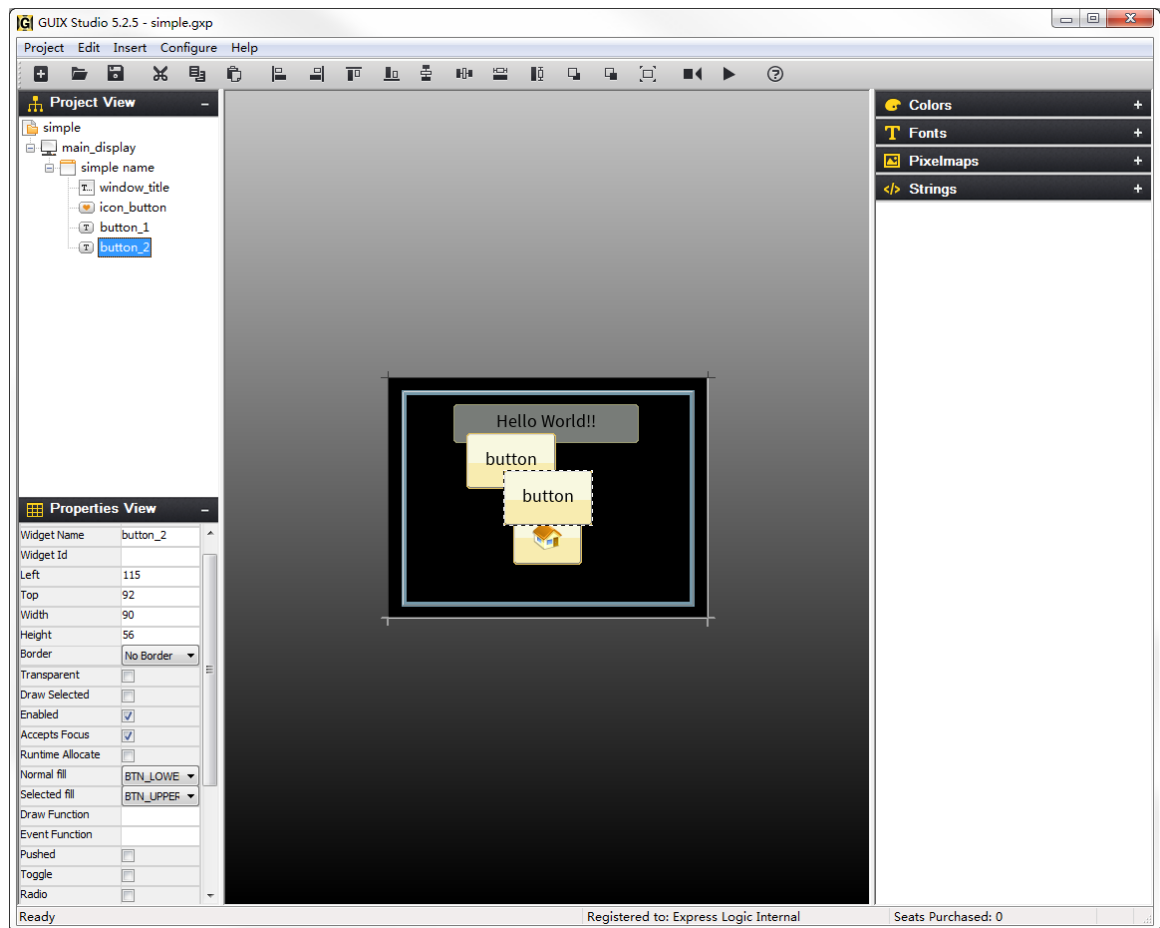 GUIX Studio 5.2.5 - simple.gxp
Project Edit Insert Configure Help
Project View
simple
main_display
simple name
T... window_title
icon_button
T button_1
T button_2
Hello World!!
button
button
Properties View
Widget Name button_2
Widget Id
Left 115
Top 92
Width 90
Height 56
Border No Border
Transparent
Draw Selected
Enabled
Accepts Focus
Runtime Allocate
Normal fill BTN_LOWE
Selected fill BTN_UPPER
Draw Function
Event Function
Pushed
Toggle
Radio
Colors
T Fonts
Pixelmaps
</> Strings
Ready Registered to: Express Logic Internal Seats Purchased: 0